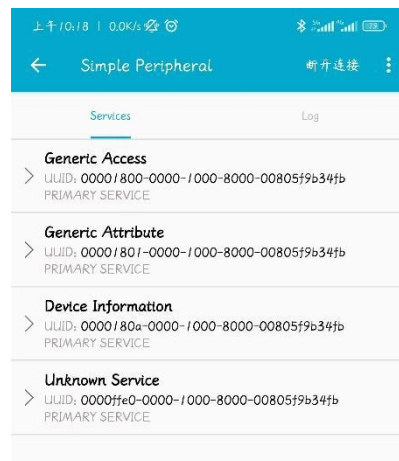 上午10:18 | 0.0K/s
Simple Peripheral 断开连接
Services Log
Generic Access
UUID: 00001800-0000-1000-8000-00805f9b34fb
PRIMARY SERVICE
Generic Attribute
UUID: 00001801-0000-1000-8000-00805f9b34fb
PRIMARY SERVICE
Device Information
UUID: 0000180a-0000-1000-8000-00805f9b34fb
PRIMARY SERVICE
Unknown Service
UUID: 0000ffe0-0000-1000-8000-00805f9b34fb
PRIMARY SERVICE